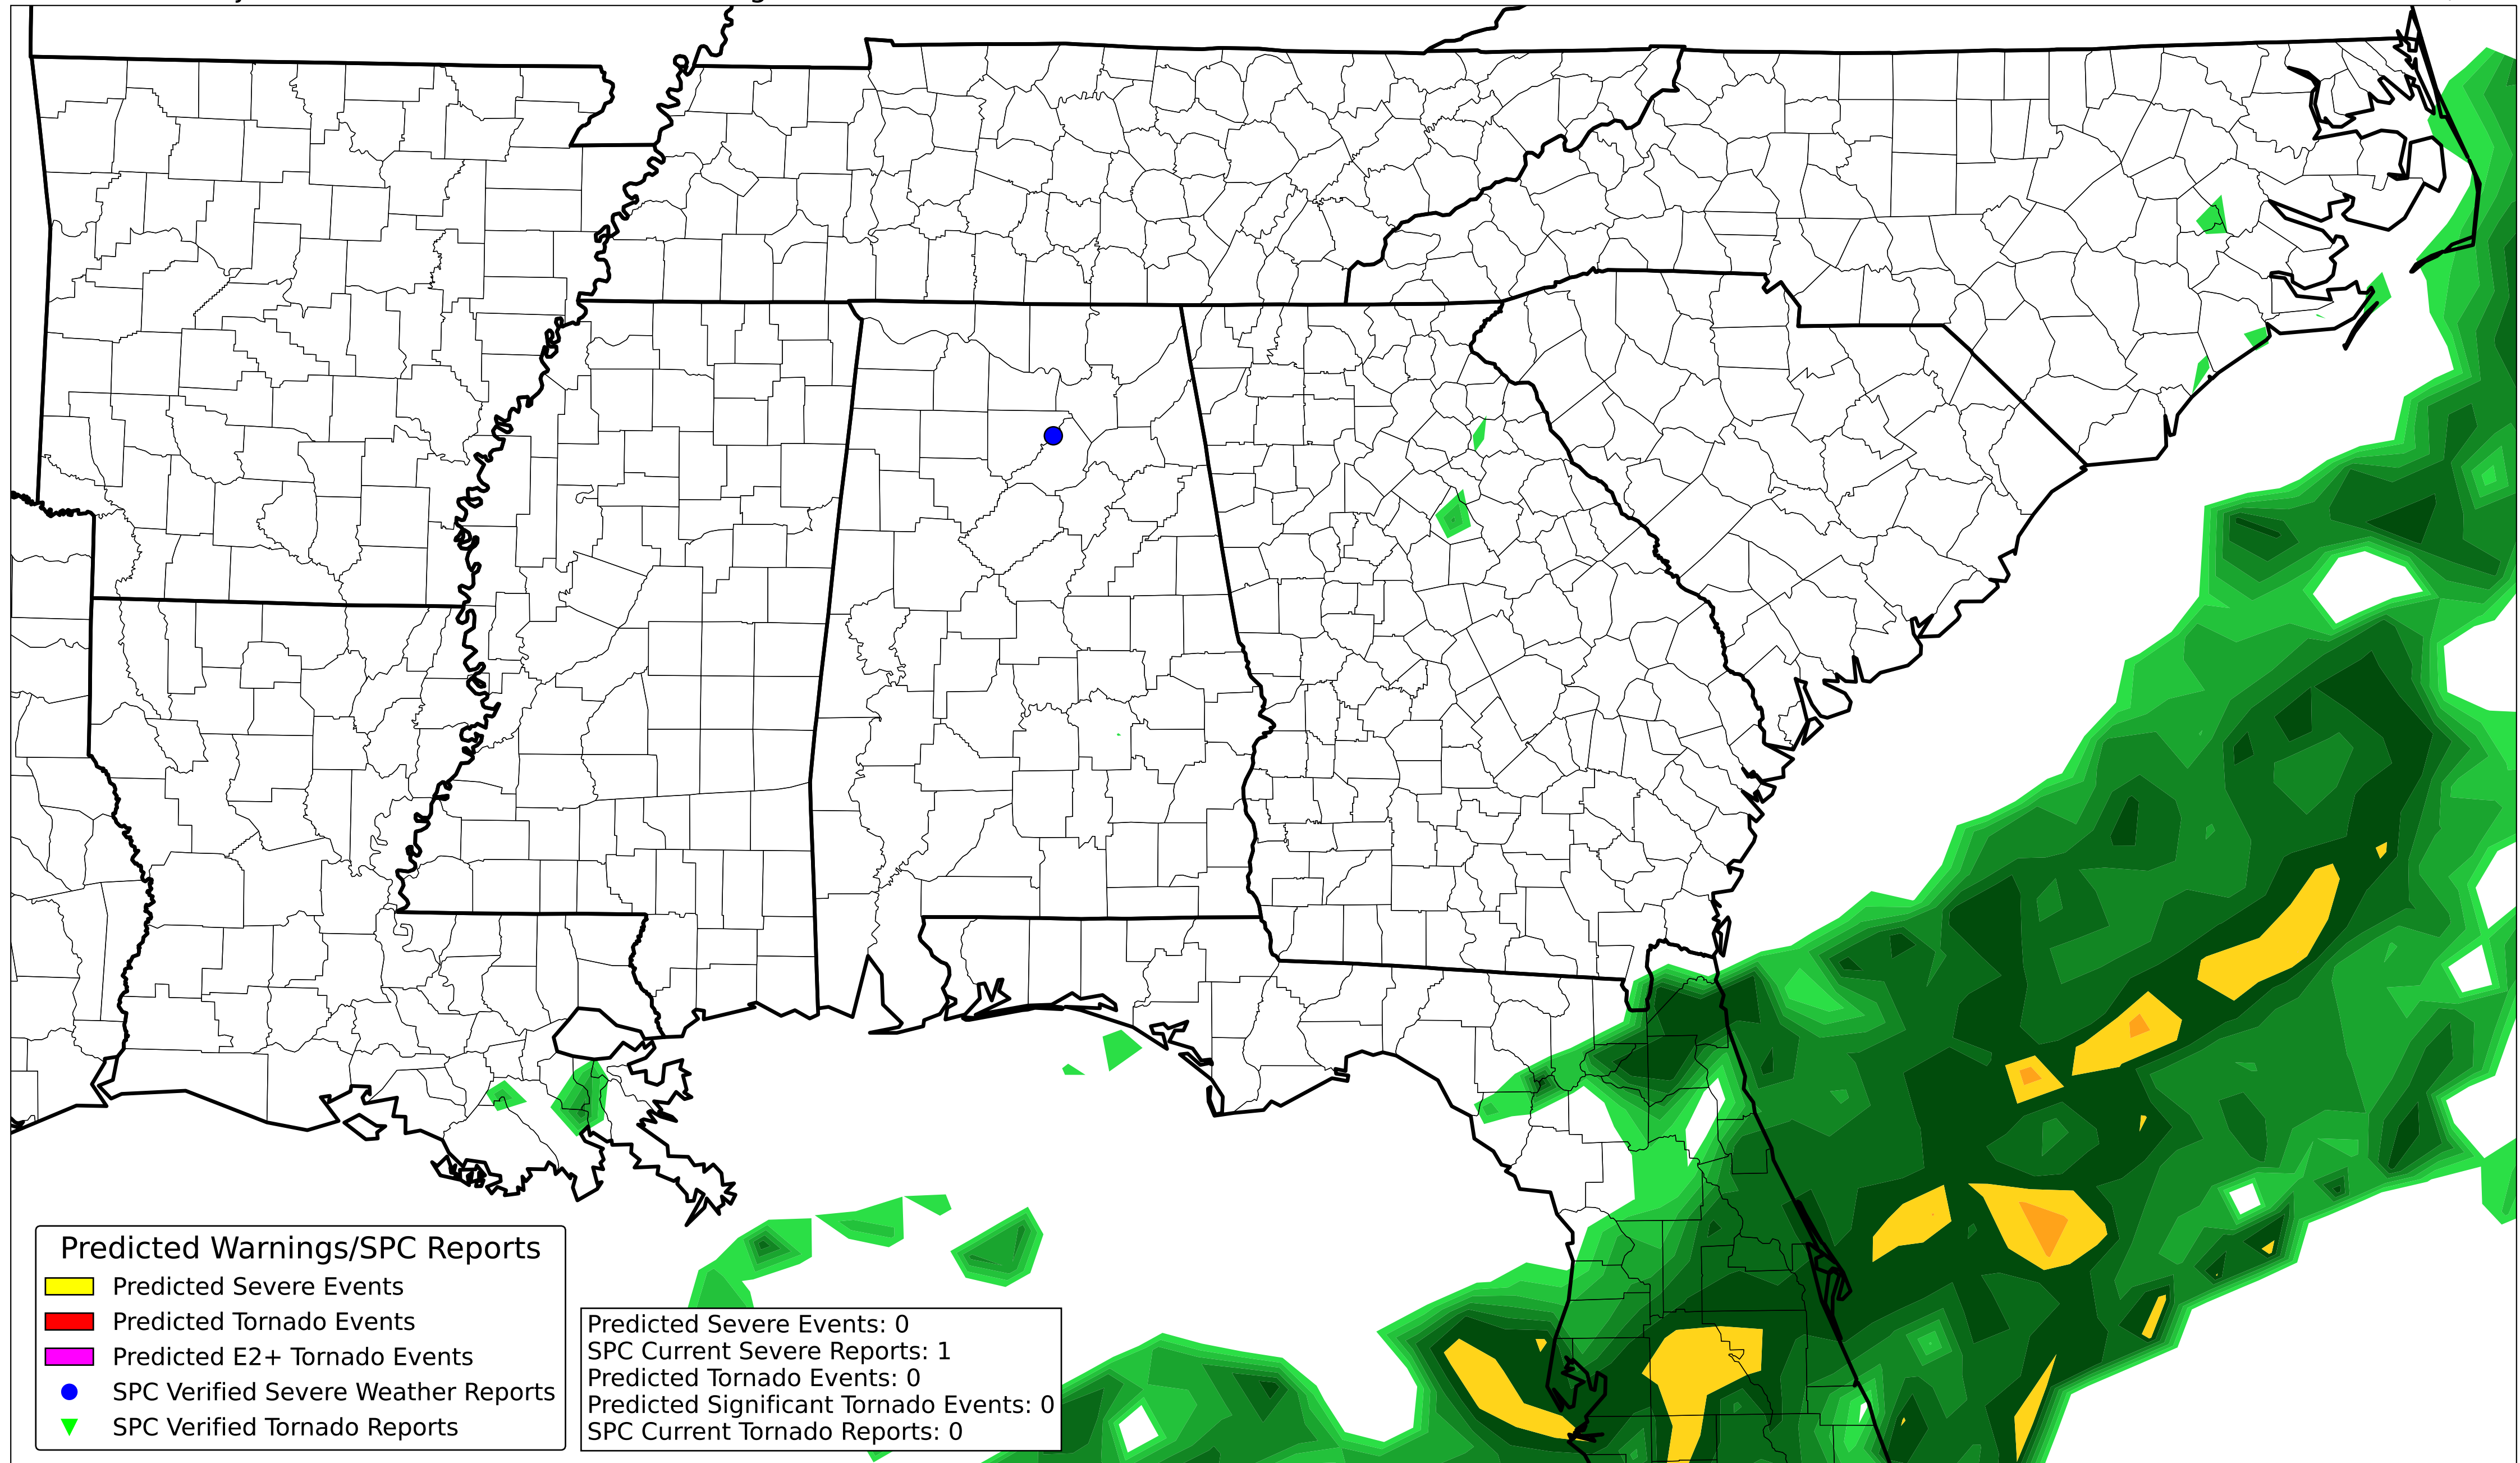 Predicted Warnings/SPC Reports
Predicted Severe Events
Predicted Tornado Events
Predicted E2+ Tornado Events
SPC Verified Severe Weather Reports
SPC Verified Tornado Reports
Predicted Severe Events: 0
SPC Current Severe Reports: 1
Predicted Tornado Events: 0
Predicted Significant Tornado Events: 0
SPC Current Tornado Reports: 0